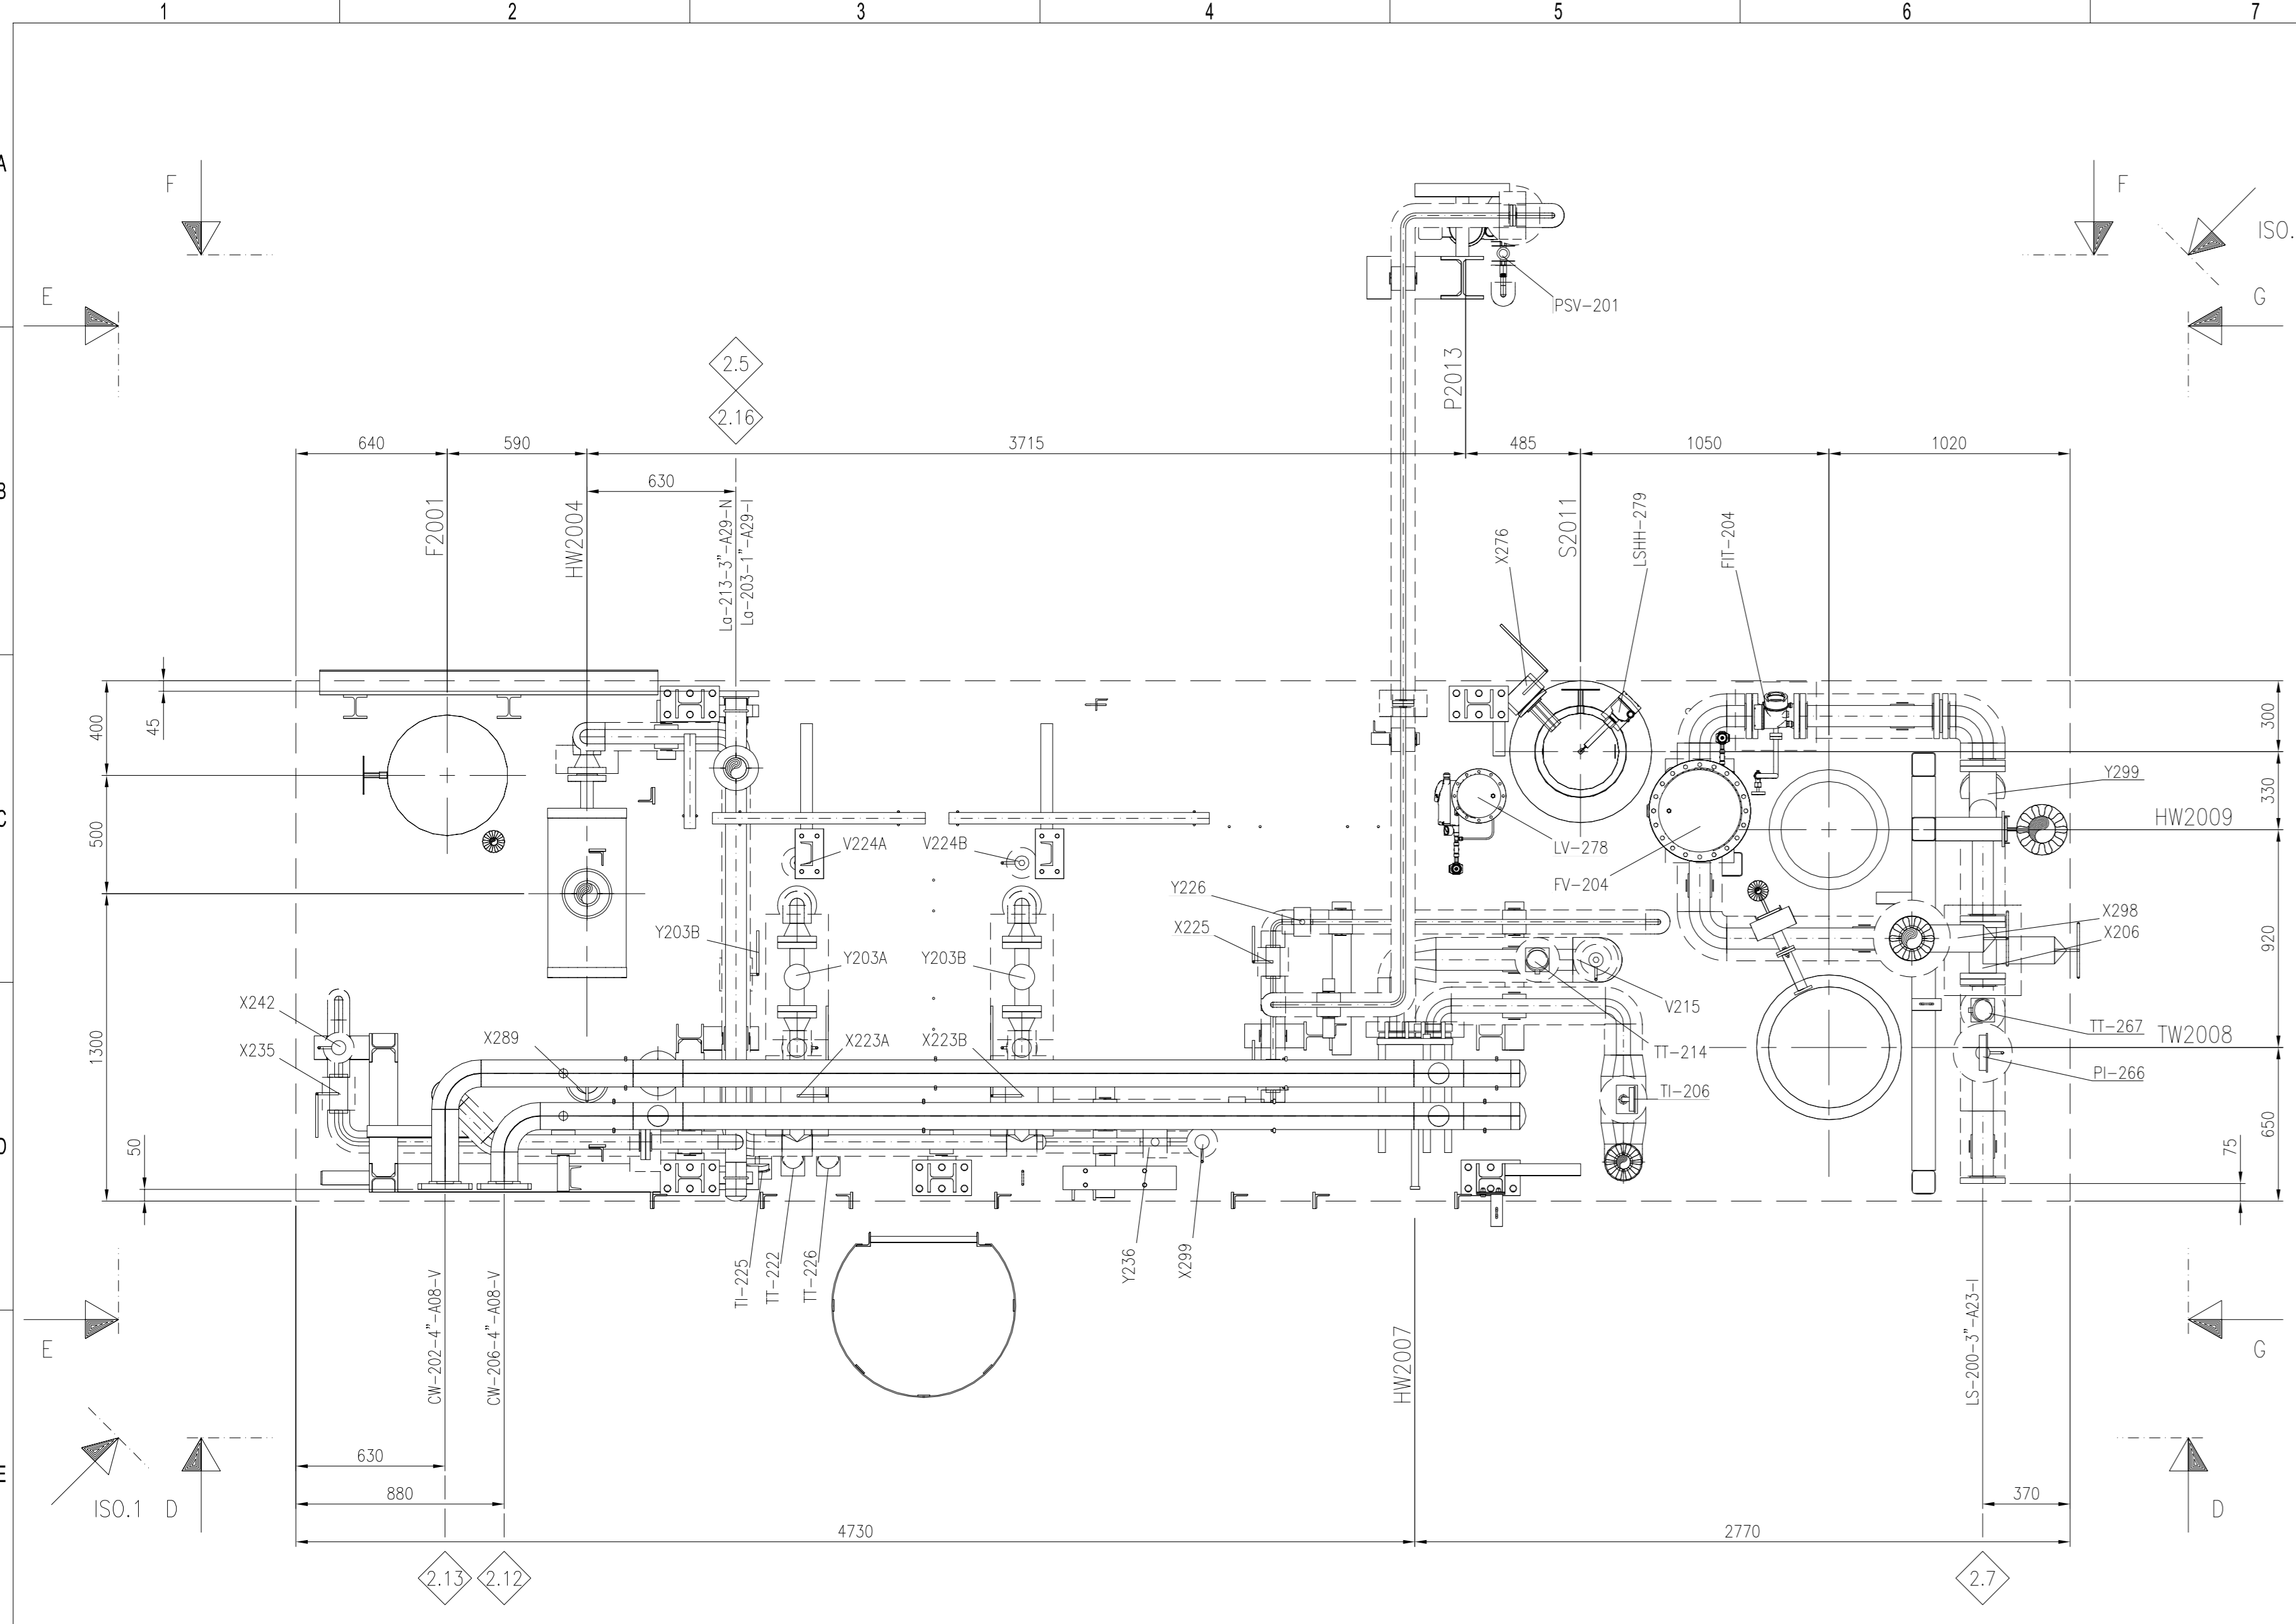 1 2 3 4 5 6 7
A
F F
ISO.
E G
PSV-201
2.5
P2013
2.16
640 590 3715 485 1050 1020
B
630
F2001
HW2004
La-213-3"-A29-N
La-203-1"-A29-I
X276
S2011
LSHH-279
FIT-204
400
45
300
Y299
330
C
HW2009
500
V224A V224B
LV-278
FV-204
Y226
X225
X298
X206
920
Y203B
Y203A Y203B
X242
V215
TT-267
TW2008
X235
X289
X223A X223B
TT-214
PI-266
1300
TI-206
650
D
50
75
TI-225
TT-222
TT-226
Y236
X299
CW-202-4"-A08-V
CW-206-4"-A08-V
HW2007
LS-200-3"-A23-I
E G
630
E
880
370
ISO.1 D D
4730 2770
2.13 2.12 2.7